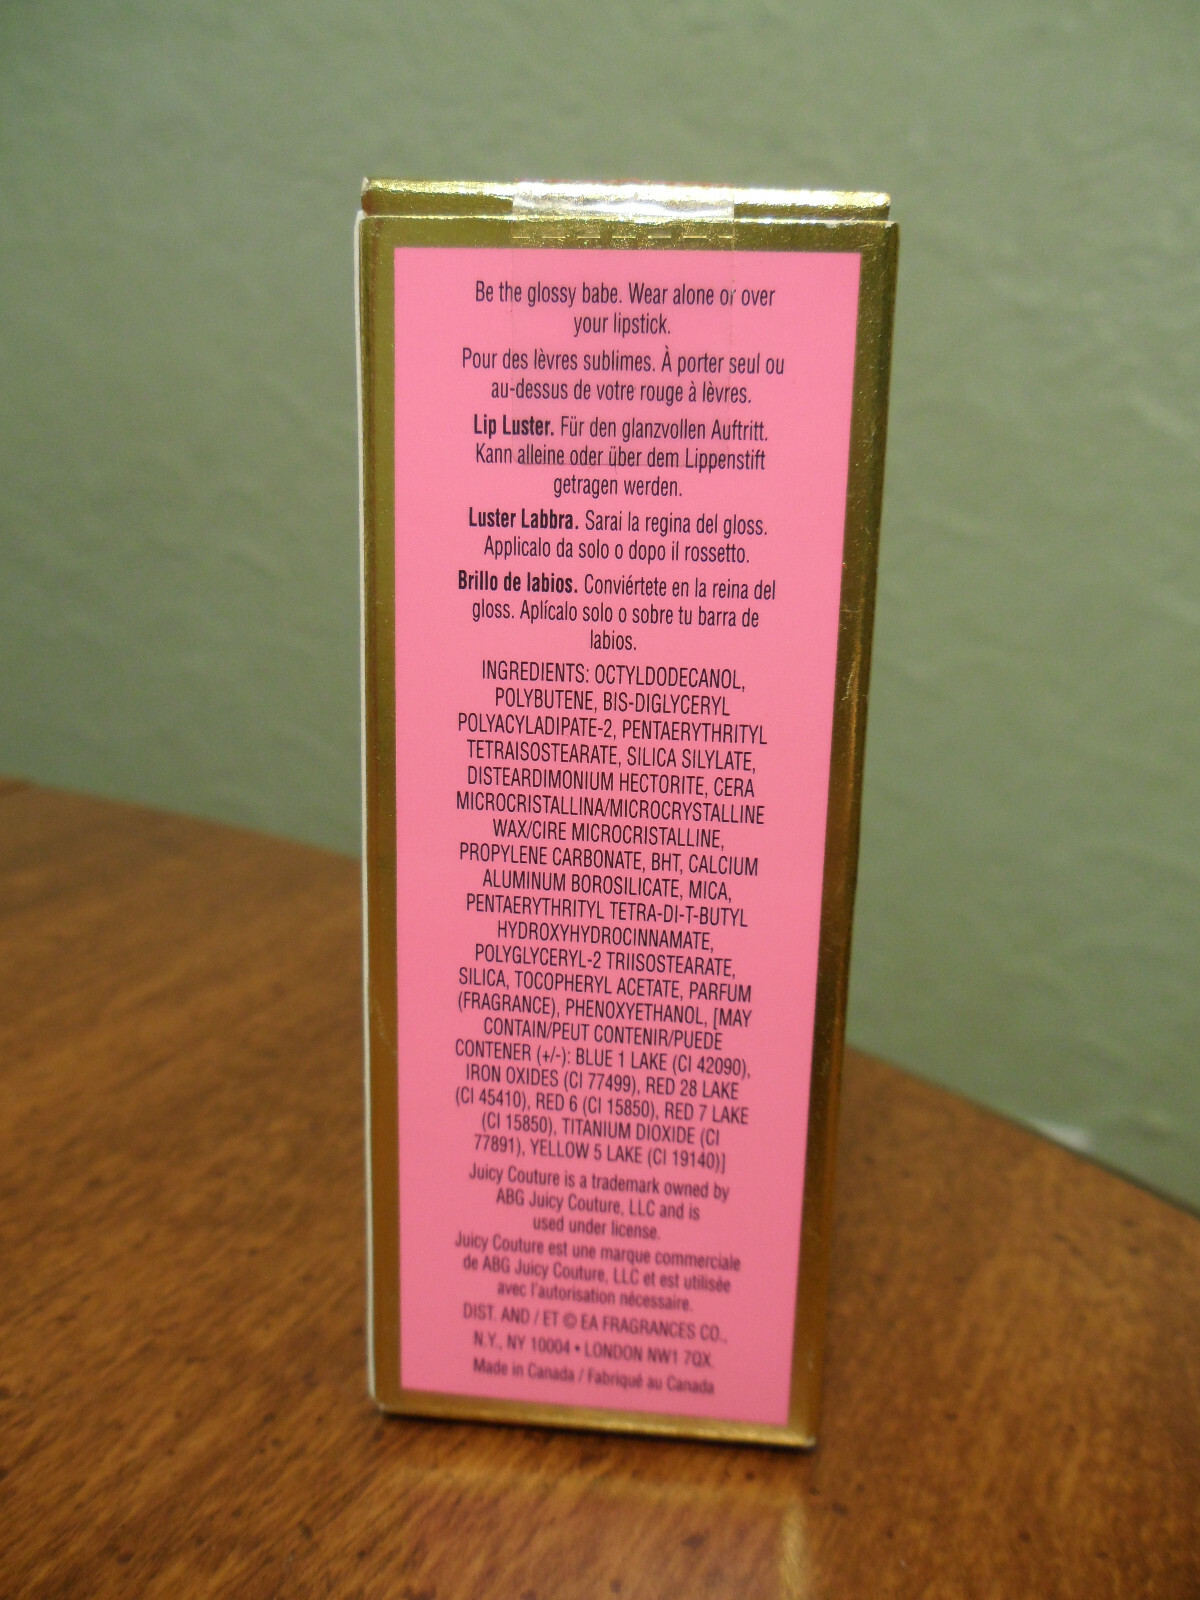 Be the glossy babe. Wear alone or over
your lipstick.
Pour des lèvres sublimes. À porter seul ou
au-dessus de votre rouge à lèvres.
Lip Luster. Für den glanzvollen Auftritt.
Kann alleine oder über dem Lippenstift
getragen werden.
Luster Labbra. Sarai la regina del gloss.
Applicalo da solo o dopo il rossetto.
Brillo de labios. Conviértete en la reina del
gloss. Aplícalo solo o sobre tu barra de
labios.
INGREDIENTS: OCTYLDODECANOL,
POLYBUTENE, BIS-DIGLYCERYL
POLYACYLADIPATE-2, PENTAERYTHRITYL
TETRAISOSTEARATE, SILICA SILYLATE,
DISTEARDIMONIUM HECTORITE, CERA
MICROCRISTALLINA/MICROCRYSTALLINE
WAX/CIRE MICROCRISTALLINE,
PROPYLENE CARBONATE, BHT, CALCIUM
ALUMINUM BOROSILICATE, MICA,
PENTAERYTHRITYL TETRA-DI-T-BUTYL
HYDROXYHYDROCINNAMATE,
POLYGLYCERYL-2 TRIISOSTEARATE,
SILICA, TOCOPHERYL ACETATE, PARFUM
(FRAGRANCE), PHENOXYETHANOL, [MAY
CONTAIN/PEUT CONTENIR/PUEDE
CONTENER (+/-): BLUE 1 LAKE (CI 42090),
IRON OXIDES (CI 77499), RED 28 LAKE
(CI 45410), RED 6 (CI 15850), RED 7 LAKE
(CI 15850), TITANIUM DIOXIDE (CI
77891), YELLOW 5 LAKE (CI 19140)]
Juicy Couture is a trademark owned by
ABG Juicy Couture, LLC and is
used under license.
Juicy Couture est une marque commerciale
de ABG Juicy Couture, LLC et est utilisée
avec l'autorisation nécessaire.
DIST. AND / ET © EA FRAGRANCES CO.,
N.Y., NY 10004 • LONDON NW1 7QX
Made in Canada / Fabriqué au Canada